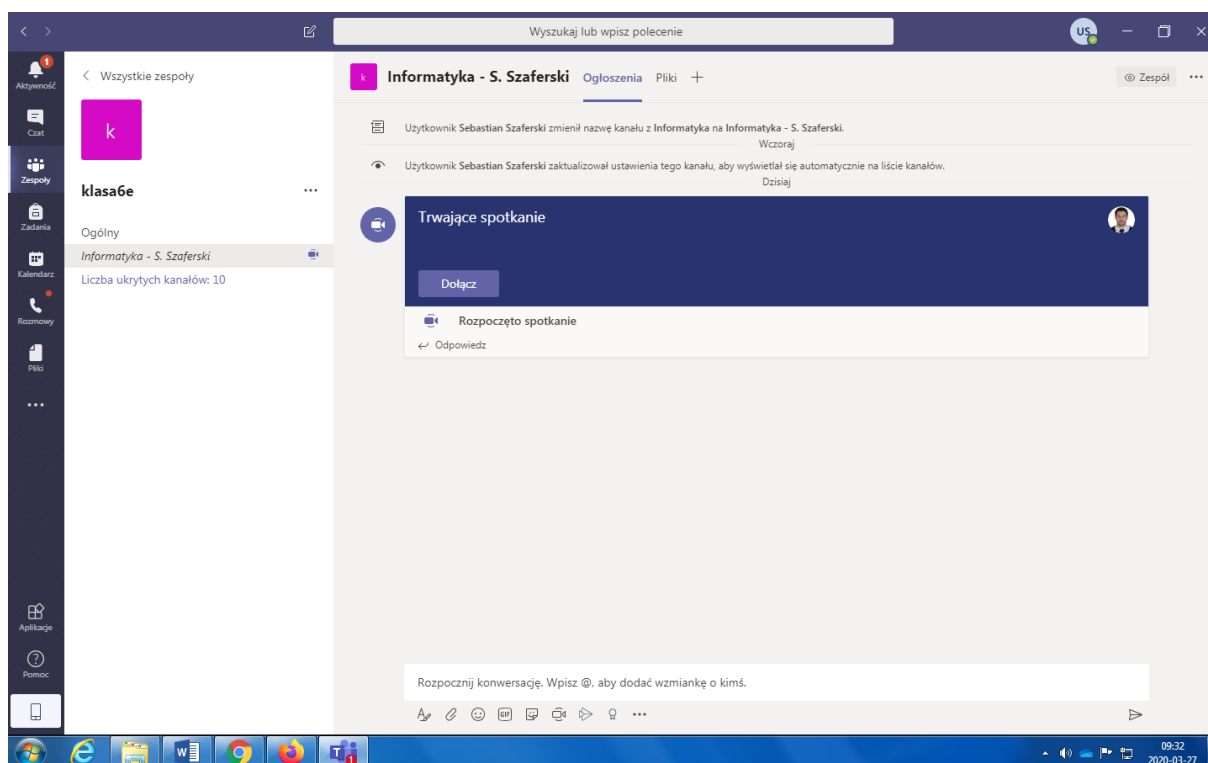 Wyszukaj lub wpisz polecenie
US
1
Aktywność
Czat
Zespoły
Zadania
Kalendarz
Rozmowy
Pliki
Aplikacje
Pomoc
Wszystkie zespoły
k
klasa6e
Ogólny
Informatyka - S. Szaferski
Liczba ukrytych kanałów: 10
k
Informatyka - S. Szaferski Ogłoszenia Pliki
Zespół
Użytkownik Sebastian Szaferski zmienił nazwę kanału z Informatyka na Informatyka - S. Szaferski.
Wczoraj
Użytkownik Sebastian Szaferski zaktualizował ustawienia tego kanału, aby wyświetlał się automatycznie na liście kanałów.
Dzisiaj
Trwające spotkanie
Dołącz
Rozpoczęto spotkanie
Odpowiedz
Rozpocznij konwersację. Wpisz @, aby dodać wzmiankę o kimś.
GIF
09:32
2020-03-27